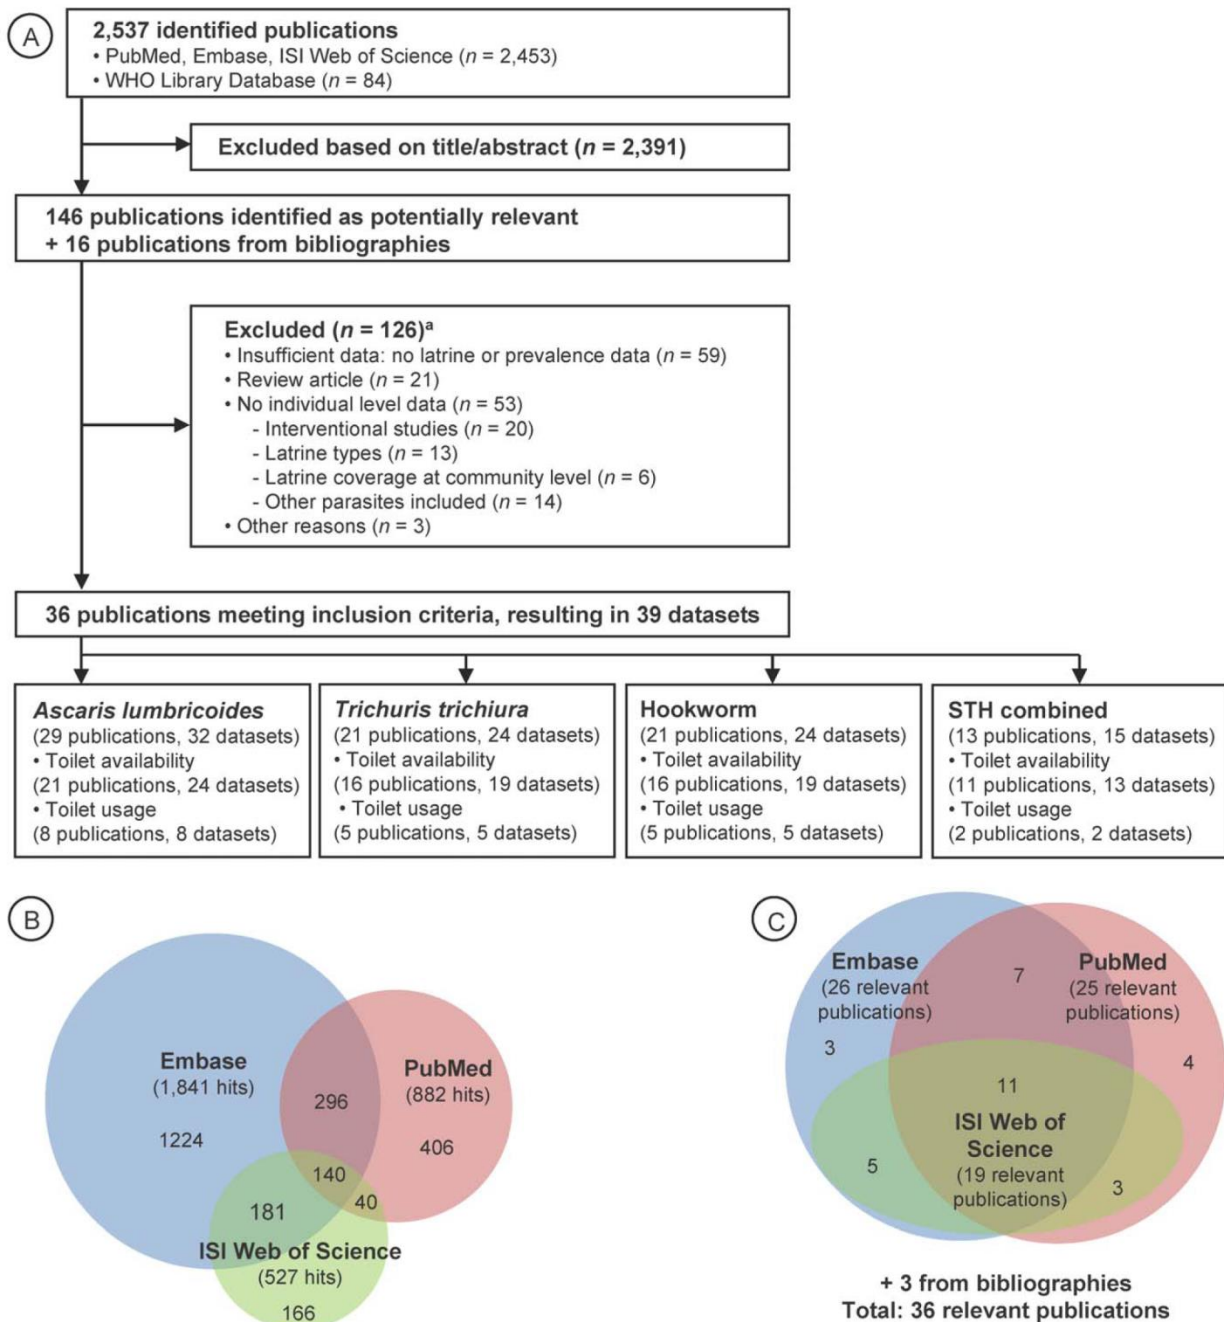 A
2,537 identified publications
• PubMed, Embase, ISI Web of Science (n = 2,453)
• WHO Library Database (n = 84)
Excluded based on title/abstract (n = 2,391)
146 publications identified as potentially relevant
+ 16 publications from bibliographies
Excluded (n = 126)a
• Insufficient data: no latrine or prevalence data (n = 59)
• Review article (n = 21)
• No individual level data (n = 53)
- Interventional studies (n = 20)
- Latrine types (n = 13)
- Latrine coverage at community level (n = 6)
- Other parasites included (n = 14)
• Other reasons (n = 3)
36 publications meeting inclusion criteria, resulting in 39 datasets
Ascaris lumbricoides
(29 publications, 32 datasets)
• Toilet availability
(21 publications, 24 datasets)
• Toilet usage
(8 publications, 8 datasets)
Trichuris trichiura
(21 publications, 24 datasets)
• Toilet availability
(16 publications, 19 datasets)
• Toilet usage
(5 publications, 5 datasets)
Hookworm
(21 publications, 24 datasets)
• Toilet availability
(16 publications, 19 datasets)
• Toilet usage
(5 publications, 5 datasets)
STH combined
(13 publications, 15 datasets)
• Toilet availability
(11 publications, 13 datasets)
• Toilet usage
(2 publications, 2 datasets)
B
Embase
(1,841 hits)
1224
296
PubMed
(882 hits)
406
140
40
181
ISI Web of Science
(527 hits)
166
C
Embase
(26 relevant
publications)
3
7
PubMed
(25 relevant
publications)
4
11
ISI Web of
Science
(19 relevant
publications)
5
3
+ 3 from bibliographies
Total: 36 relevant publications